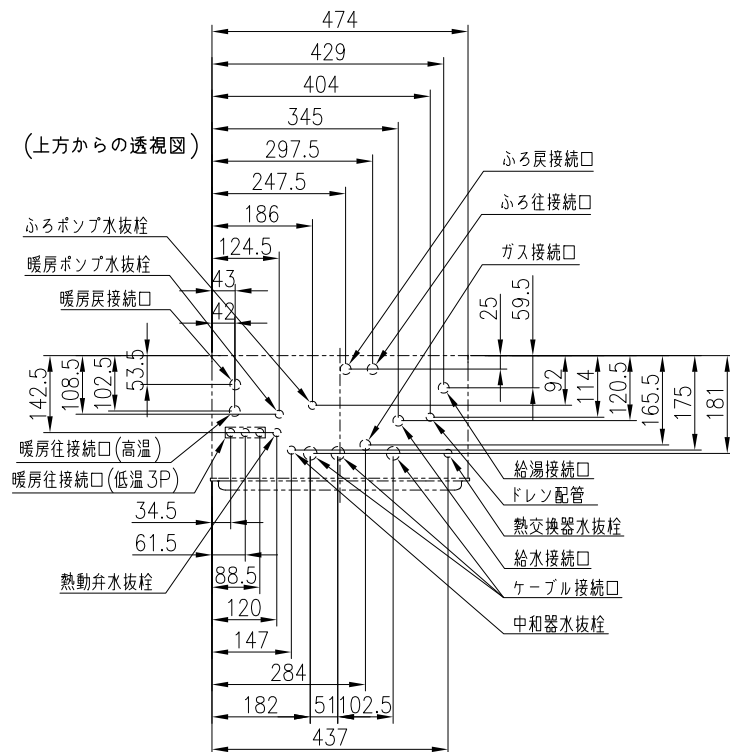 474
429
404
345
(上方からの透視図)
297.5
ふろ戻接続口
247.5
ふろ往接続口
186
ふろポンプ水抜栓
124.5
ガス接続口
暖房ポンプ水抜栓
43
暖房戻接続口
42
25
59.5
142.5
108.5
102.5
53.5
92
114
120.5
165.5
175
181
暖房往接続口(高温)
暖房往接続口(低温3P)
給湯接続口
ドレン配管
34.5
熱交換器水抜栓
61.5
給水接続口
熱動弁水抜栓
88.5
ケーブル接続口
120
中和器水抜栓
147
284
182
51
102.5
437